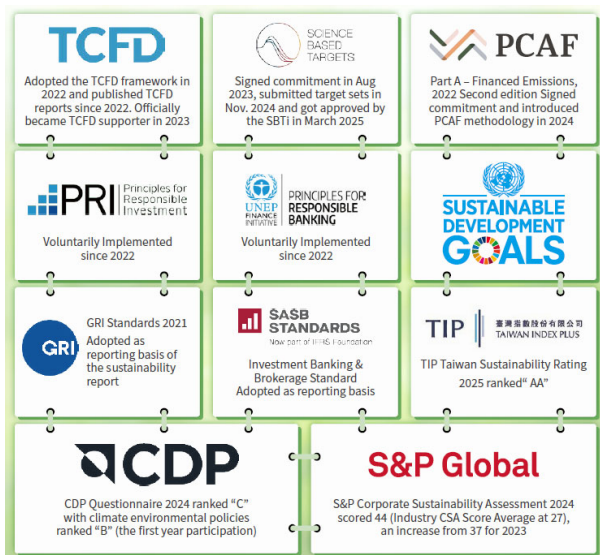 TCFD
Adopted the TCFD framework in
2022 and published TCFD
reports since 2022. Officially
became TCFD supporter in 2023
SCIENCE
BASED
TARGETS
Signed commitment in Aug
2023, submitted target sets in
Nov. 2024 and got approved by
the SBTi in March 2025
PCAF
Part A – Financed Emissions,
2022 Second edition Signed
commitment and introduced
PCAF methodology in 2024
PRI Principles for
Responsible
Investment
Voluntarily Implemented
since 2022
UNEP
FINANCE
INITIATIVE
PRINCIPLES FOR
RESPONSIBLE
BANKING
Voluntarily Implemented
since 2022
SUSTAINABLE
DEVELOPMENT
GOALS
GRI
GRI Standards 2021
Adopted as
reporting basis of
the sustainability
report
SASB
STANDARDS
Now part of IFRS Foundation
Investment Banking &
Brokerage Standard
Adopted as reporting basis
TIP
臺灣指數股份有限公司
TAIWAN INDEX PLUS
TIP Taiwan Sustainability Rating
2025 ranked“ AA”
CDP
CDP Questionnaire 2024 ranked “C”
with climate environmental policies
ranked “B” (the first year participation)
S&P Global
S&P Corporate Sustainability Assessment 2024
scored 44 (Industry CSA Score Average at 27),
an increase from 37 for 2023